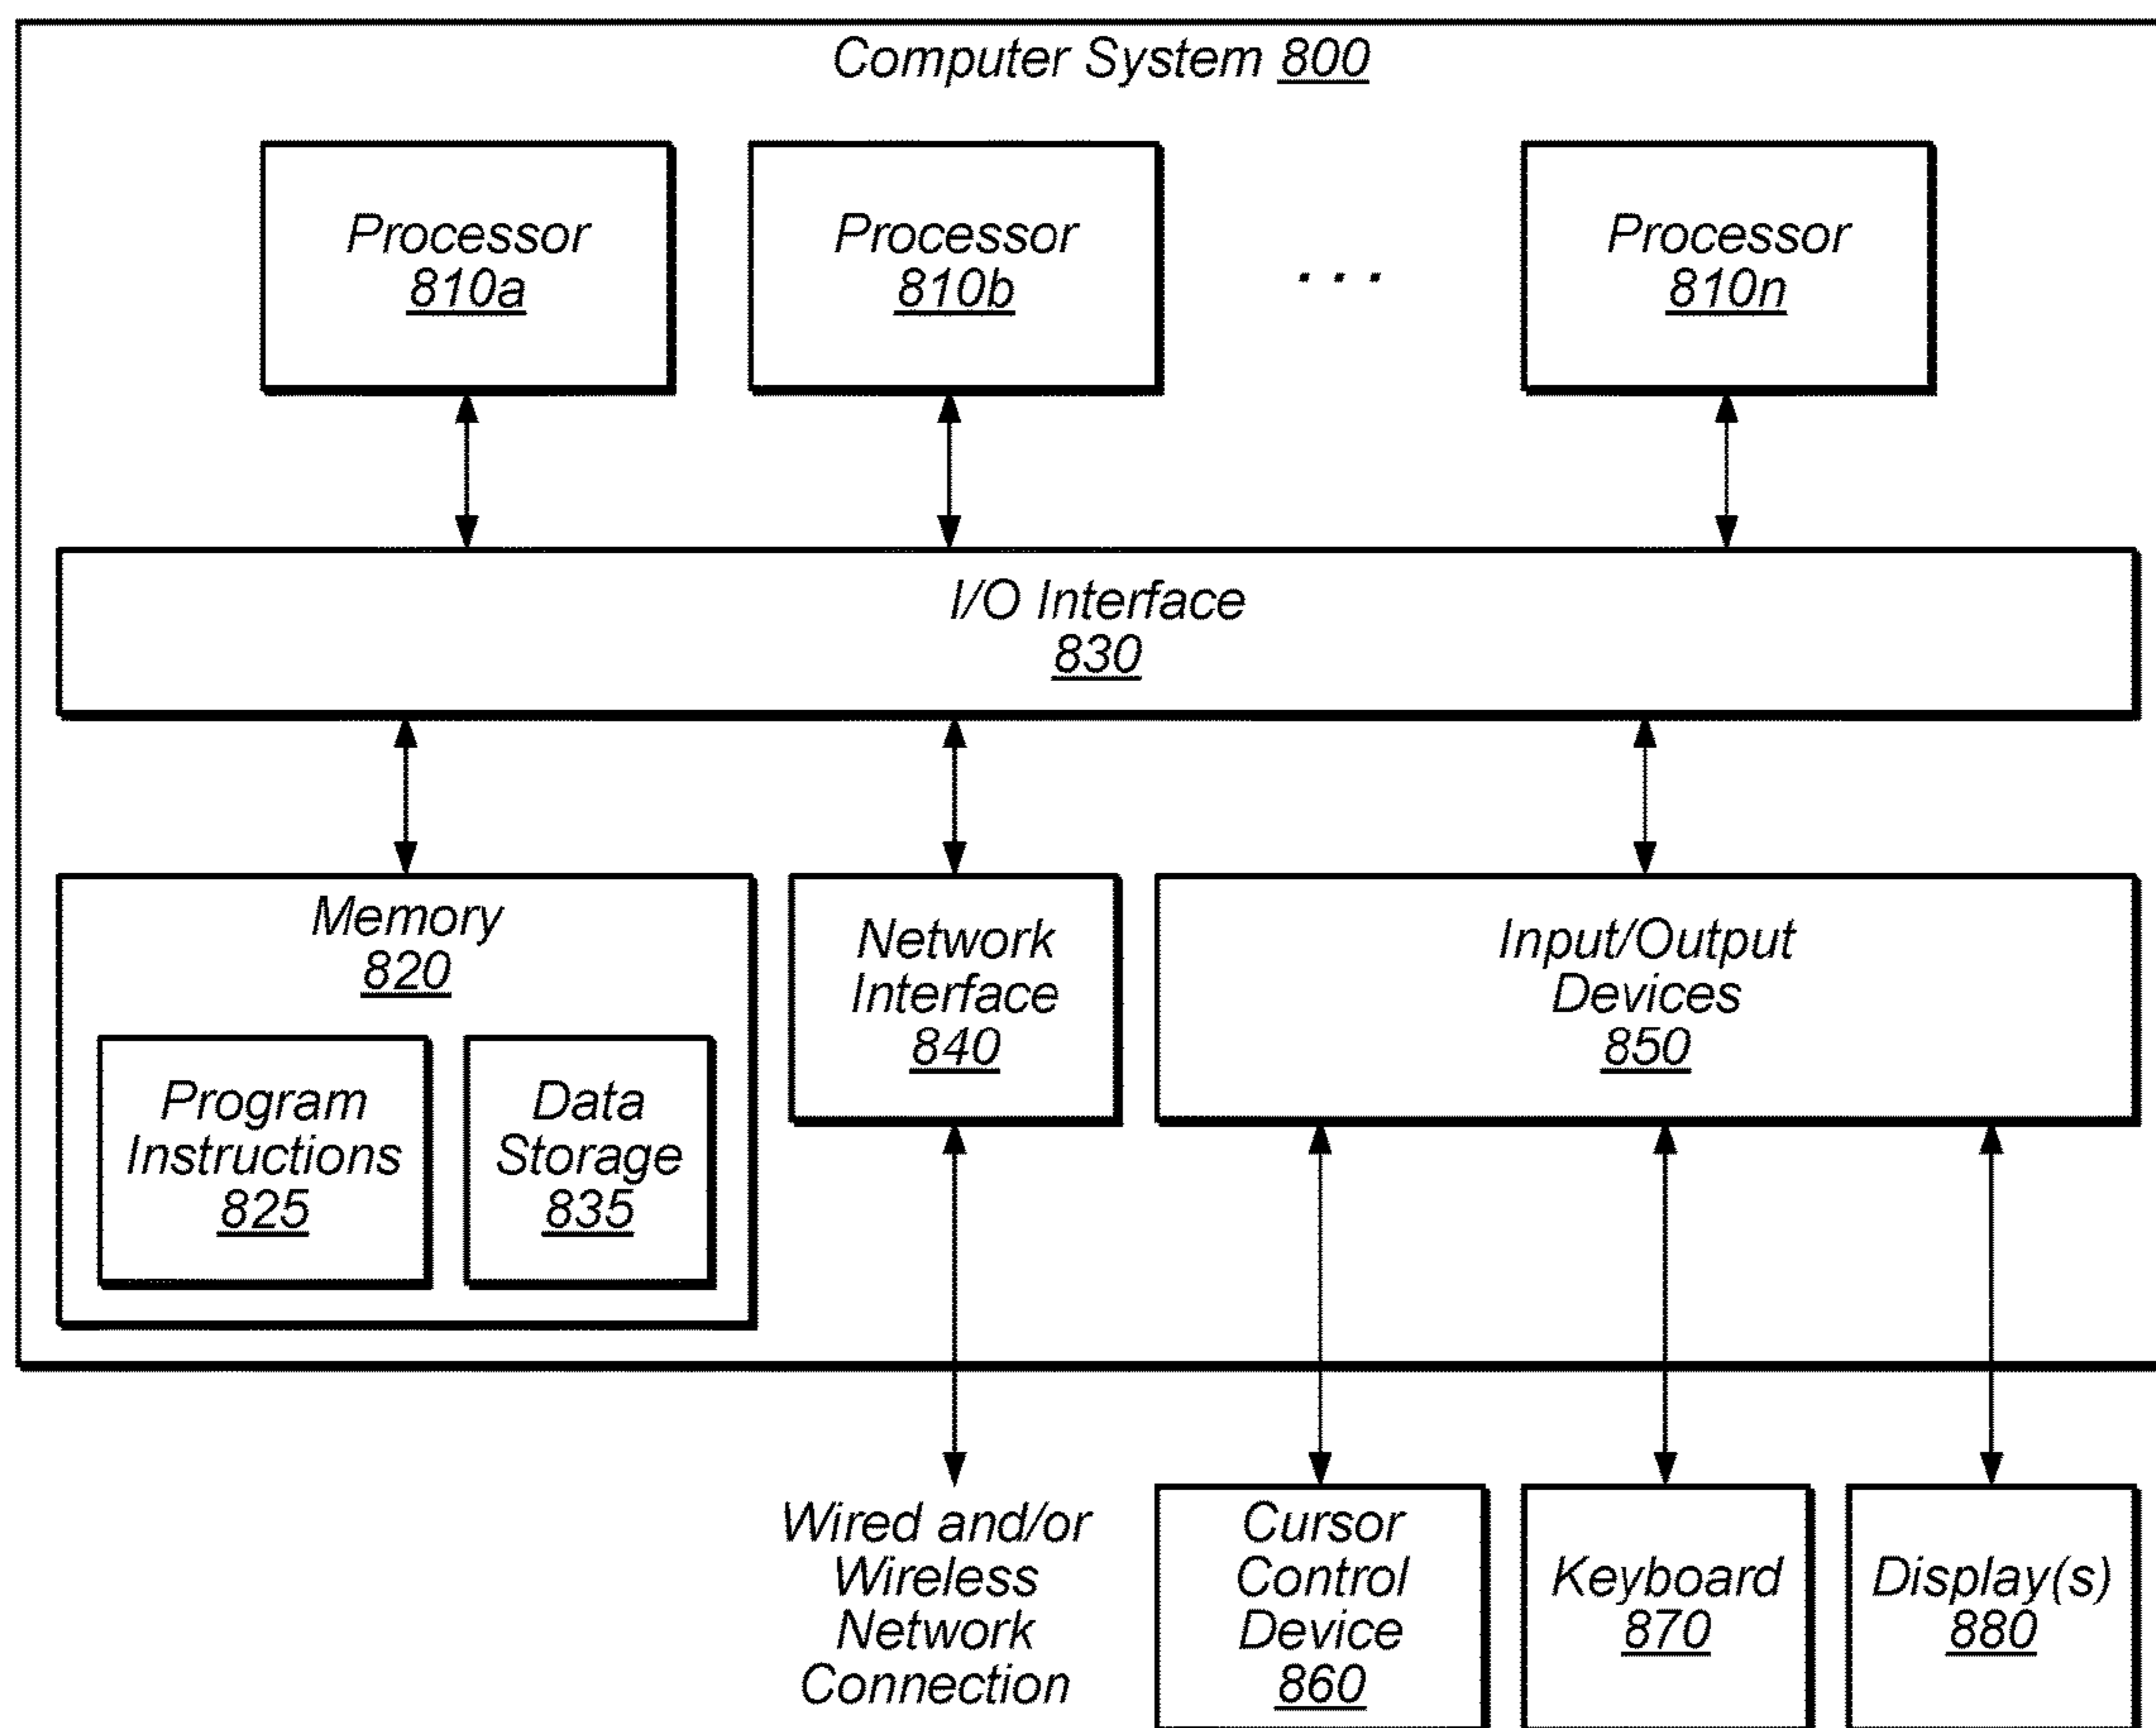 Computer System 800
Processor
810a
Processor
810b
. . .
Processor
810n
I/O Interface
830
Memory
820
Program
Instructions
825
Data
Storage
835
Network
Interface
840
Input/Output
Devices
850
Wired and/or
Wireless
Network
Connection
Cursor
Control
Device
860
Keyboard
870
Display(s)
880